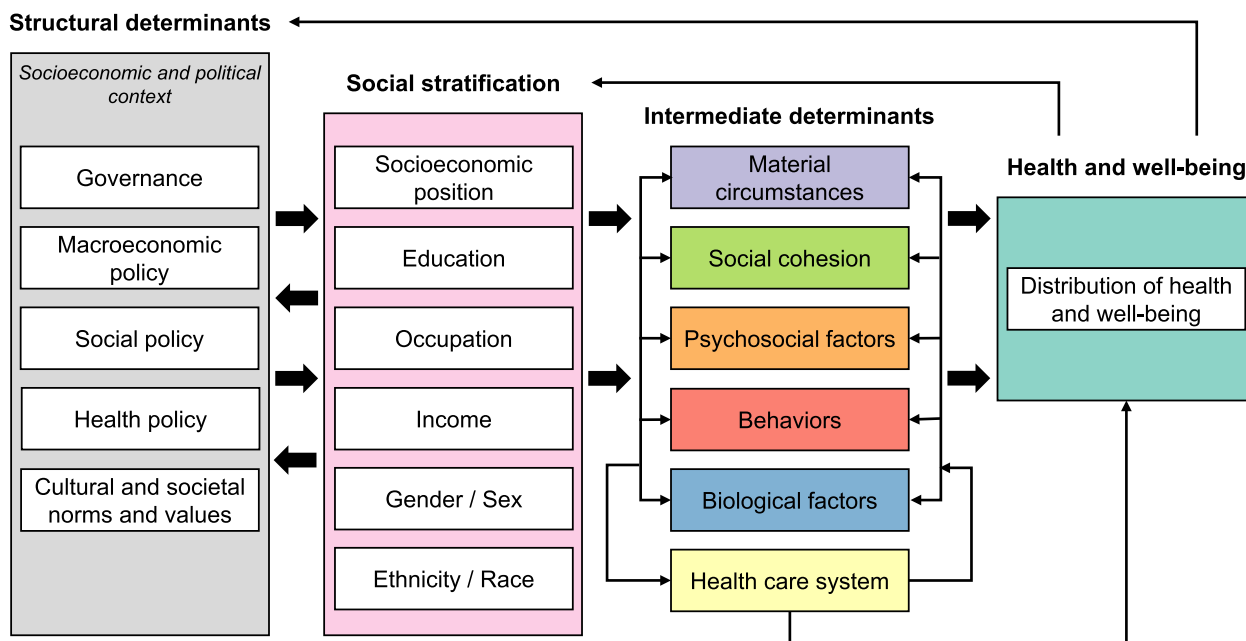 Structural determinants
Socioeconomic and political
context
Governance
Macroeconomic
policy
Social policy
Health policy
Cultural and societal
norms and values
Social stratification
Socioeconomic
position
Education
Occupation
Income
Gender / Sex
Ethnicity / Race
Intermediate determinants
Material
circumstances
Social cohesion
Psychosocial factors
Behaviors
Biological factors
Health care system
Health and well-being
Distribution of health
and well-being